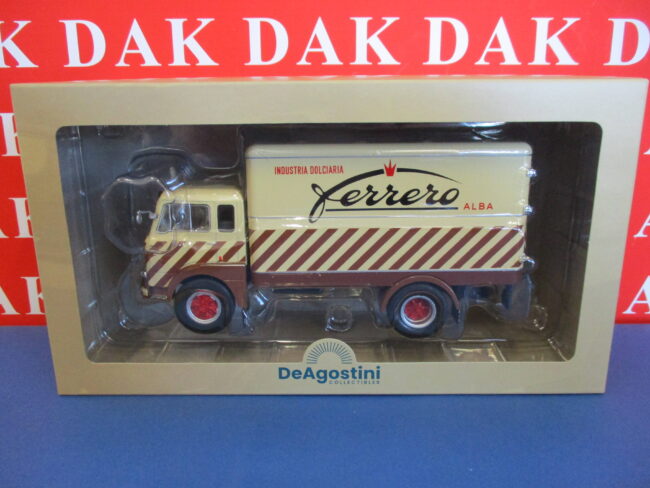 DAK DAK DAK DAK
INDUSTRIA DOLCIARIA
ferrero
ALBA
DeAgostini
COLLECTIBLES